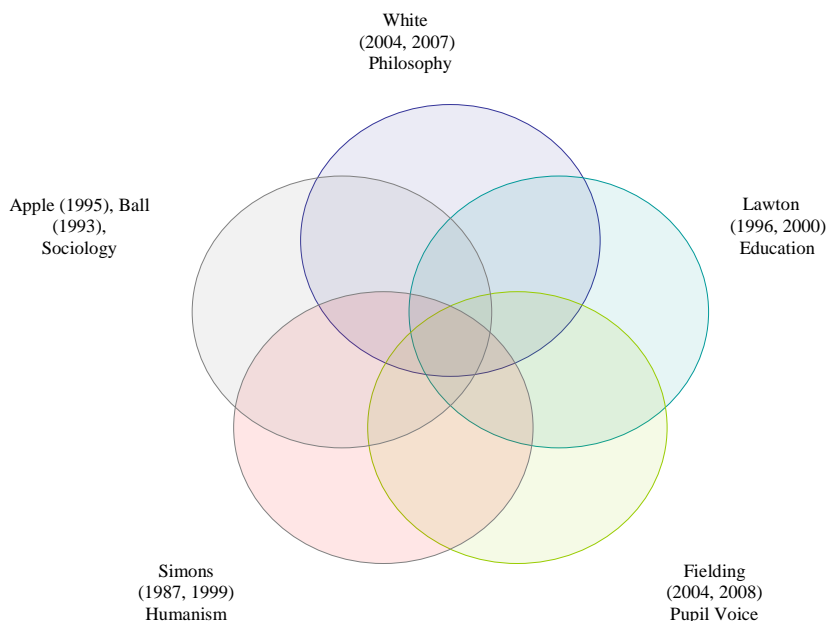 White
(2004, 2007)
Philosophy
Apple (1995), Ball
(1993),
Sociology
Lawton
(1996, 2000)
Education
Simons
(1987, 1999)
Humanism
Fielding
(2004, 2008)
Pupil Voice